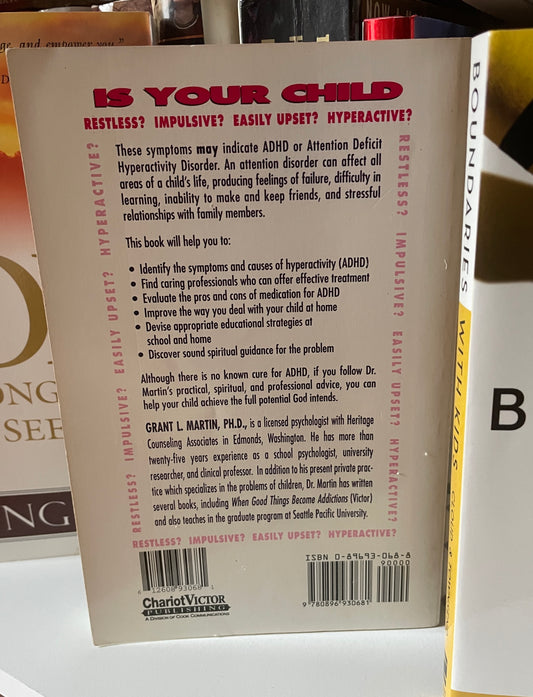 ge, and empower you."
NOW A
IS YOUR CHILD
RESTLESS? IMPULSIVE? EASILY UPSET? HYPERACTIVE?
These symptoms may indicate ADHD or Attention Deficit
Hyperactivity Disorder. An attention disorder can affect all
areas of a child's life, producing feelings of failure, difficulty in
learning, inability to make and keep friends, and stressful
relationships with family members.
This book will help you to:
• Identify the symptoms and causes of hyperactivity (ADHD)
• Find caring professionals who can offer effective treatment
• Evaluate the pros and cons of medication for ADHD
• Improve the way you deal with your child at home
• Devise appropriate educational strategies at
school and home
• Discover sound spiritual guidance for the problem
Although there is no known cure for ADHD, if you follow Dr.
Martin's practical, spiritual, and professional advice, you can
help your child achieve the full potential God intends.
GRANT L. MARTIN, PH.D., is a licensed psychologist with Heritage
Counseling Associates in Edmonds, Washington. He has more than
twenty-five years experience as a school psychologist, university
researcher, and clinical professor. In addition to his present private prac-
tice which specializes in the problems of children, Dr. Martin has written
several books, including When Good Things Become Addictions (Victor)
and also teaches in the graduate program at Seattle Pacific University.
RESTLESS? IMPULSIVE? EASILY UPSET? HYPERACTIVE?
RESTLESS? IMPULSIVE? EASILY UPSET? HYPERACTIVE?
RESTLESS? IMPULSIVE? EASILY UPSET? HYPERACTIVE?
6 12608 93068 1
ChariotVICTOR
PUBLISHING
A DIVISION OF COOK COMMUNICATIONS
ISBN 0-89693-068-8
90000
9 780896 930681
ONG
SEE
NG
BOUNDARIES WITH KIDS
B